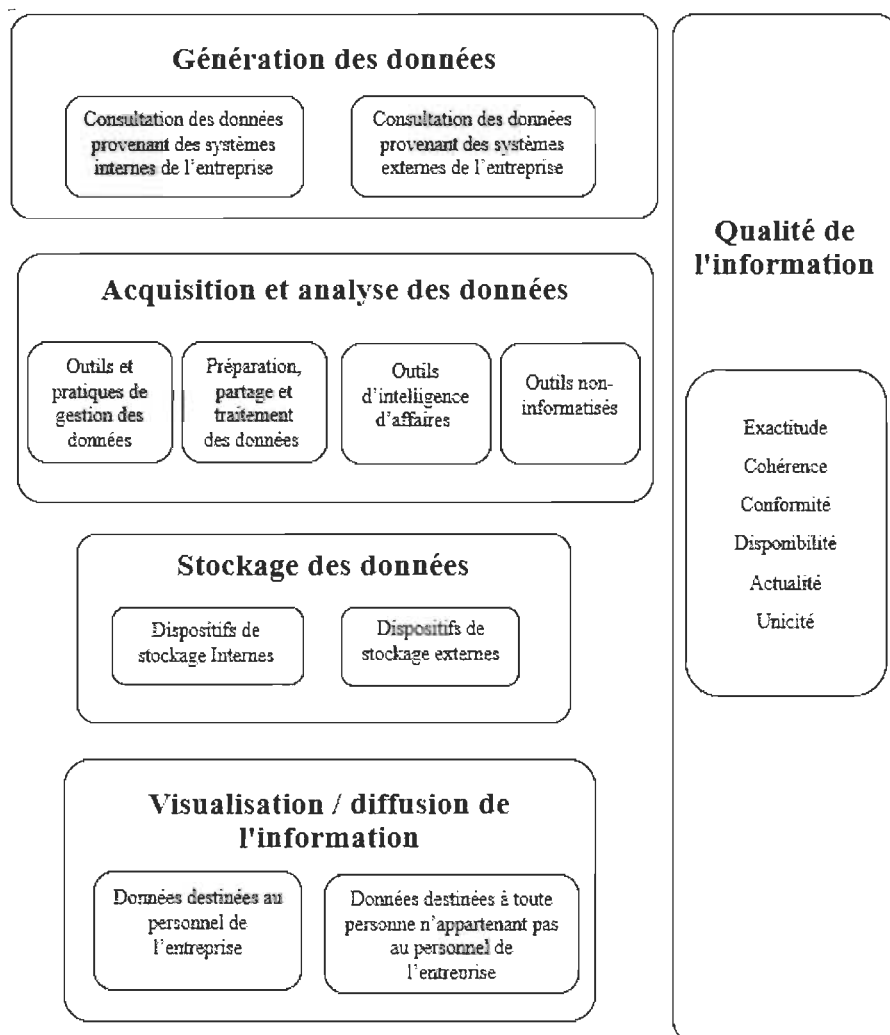 Génération des données
Consultation des données
provenant des systèmes
internes de l'entreprise
Consultation des données
provenant des systèmes
externes de l'entreprise
Acquisition et analyse des données
Outils et
pratiques de
gestion des
données
Préparation,
partage et
traitement
des données
Outils
d'intelligence
d'affaires
Outils non-
informatisés
Stockage des données
Dispositifs de
stockage Internes
Dispositifs de
stockage externes
Visualisation / diffusion de
l'information
Données destinées au
personnel de
l'entreprise
Données destinées à toute
personne n'appartenant pas
au personnel de
l'entreprise
Qualité de
l'information
Exactitude
Cohérence
Conformité
Disponibilité
Actualité
Unicité